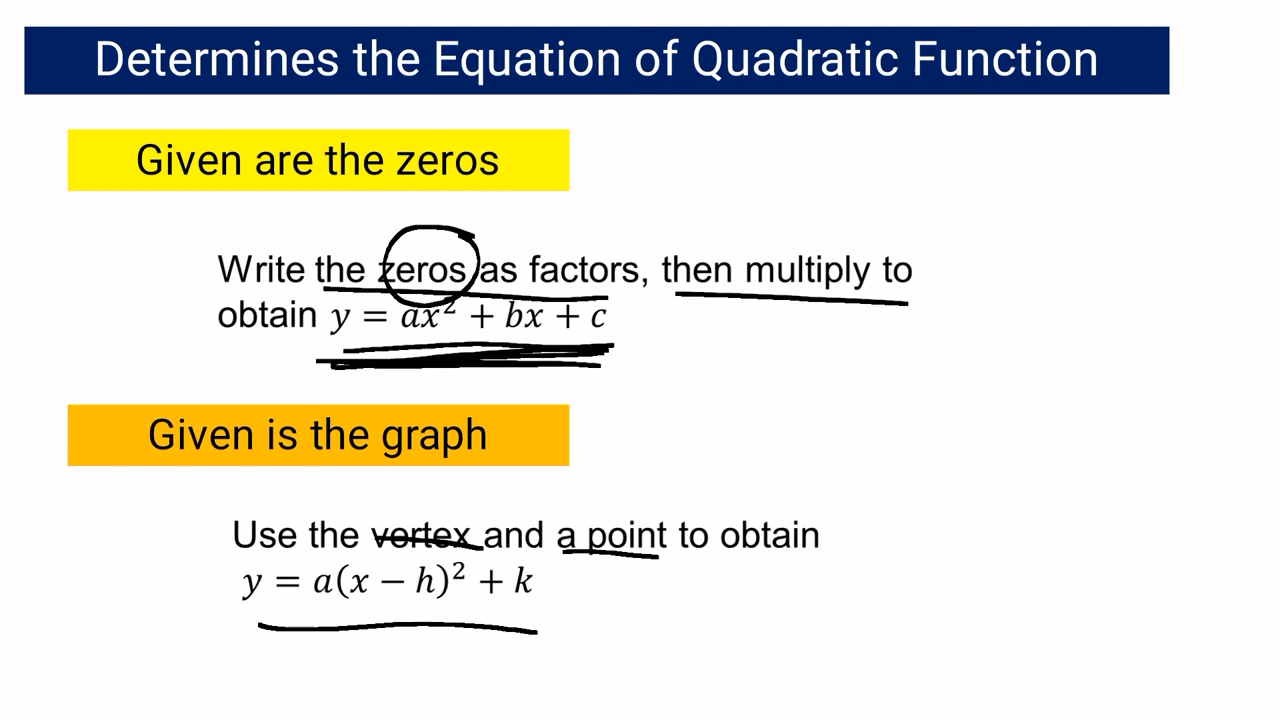 Determines the Equation of Quadratic Function
Given are the zeros
Write the zeros as factors, then multiply to
obtain y = ax² + bx + c
Given is the graph
Use the vertex and a point to obtain
y = a(x − h)² + k